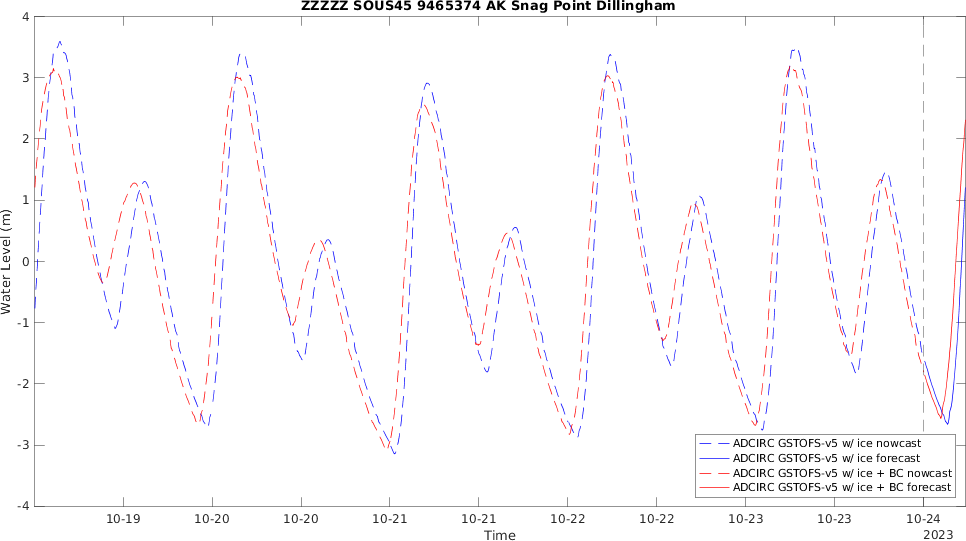 ZZZZZ SOUS45 9465374 AK Snag Point Dillingham
4
3
2
1
0
-1
-2
-3
-4
Water Level (m)
10-19
10-20
10-20
10-21
10-21
10-22
10-22
10-23
10-23
10-24
Time
2023
ADCIRC GSTOFS-v5 w/ ice nowcast
ADCIRC GSTOFS-v5 w/ ice forecast
ADCIRC GSTOFS-v5 w/ ice + BC nowcast
ADCIRC GSTOFS-v5 w/ ice + BC forecast